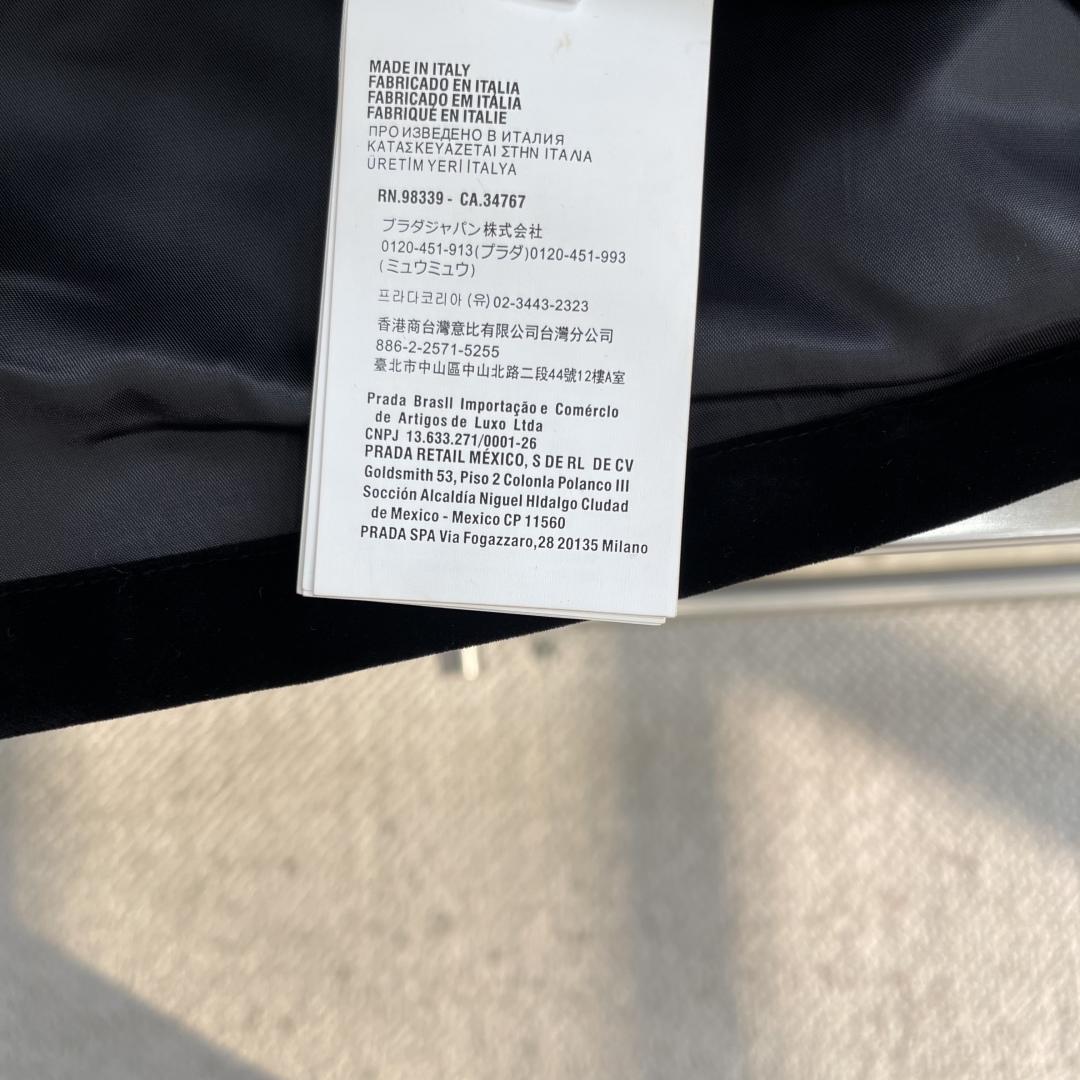 MADE IN ITALY
FABRICADO EN ITALIA
FABRICADO EM ITÁLIA
FABRIQUÉ EN ITALIE
ПРОИЗВЕДЕНО В ИТАЛИЯ
ΚΑΤΑΣΚΕΥΑΖΕΤΑΙ ΣΤΗΝ ΙΤΑΛΙΑ
ÜRETİM YERİ İTALYA
RN.98339 - CA.34767
プラダジャパン株式会社
0120-451-913(プラダ)0120-451-993
(ミュウミュウ)
프라다코리아 (유) 02-3443-2323
香港商台灣意比有限公司台灣分公司
886-2-2571-5255
臺北市中山區中山北路二段44號12樓A室
Prada Brasll Importação e Comérclo
de Artigos de Luxo Ltda
CNPJ 13.633.271/0001-26
PRADA RETAIL MÉXICO, S DE RL DE CV
Goldsmith 53, Piso 2 Colonla Polanco III
Socción Alcaldía Niguel Hldalgo Cludad
de Mexico - Mexico CP 11560
PRADA SPA Via Fogazzaro,28 20135 Milano